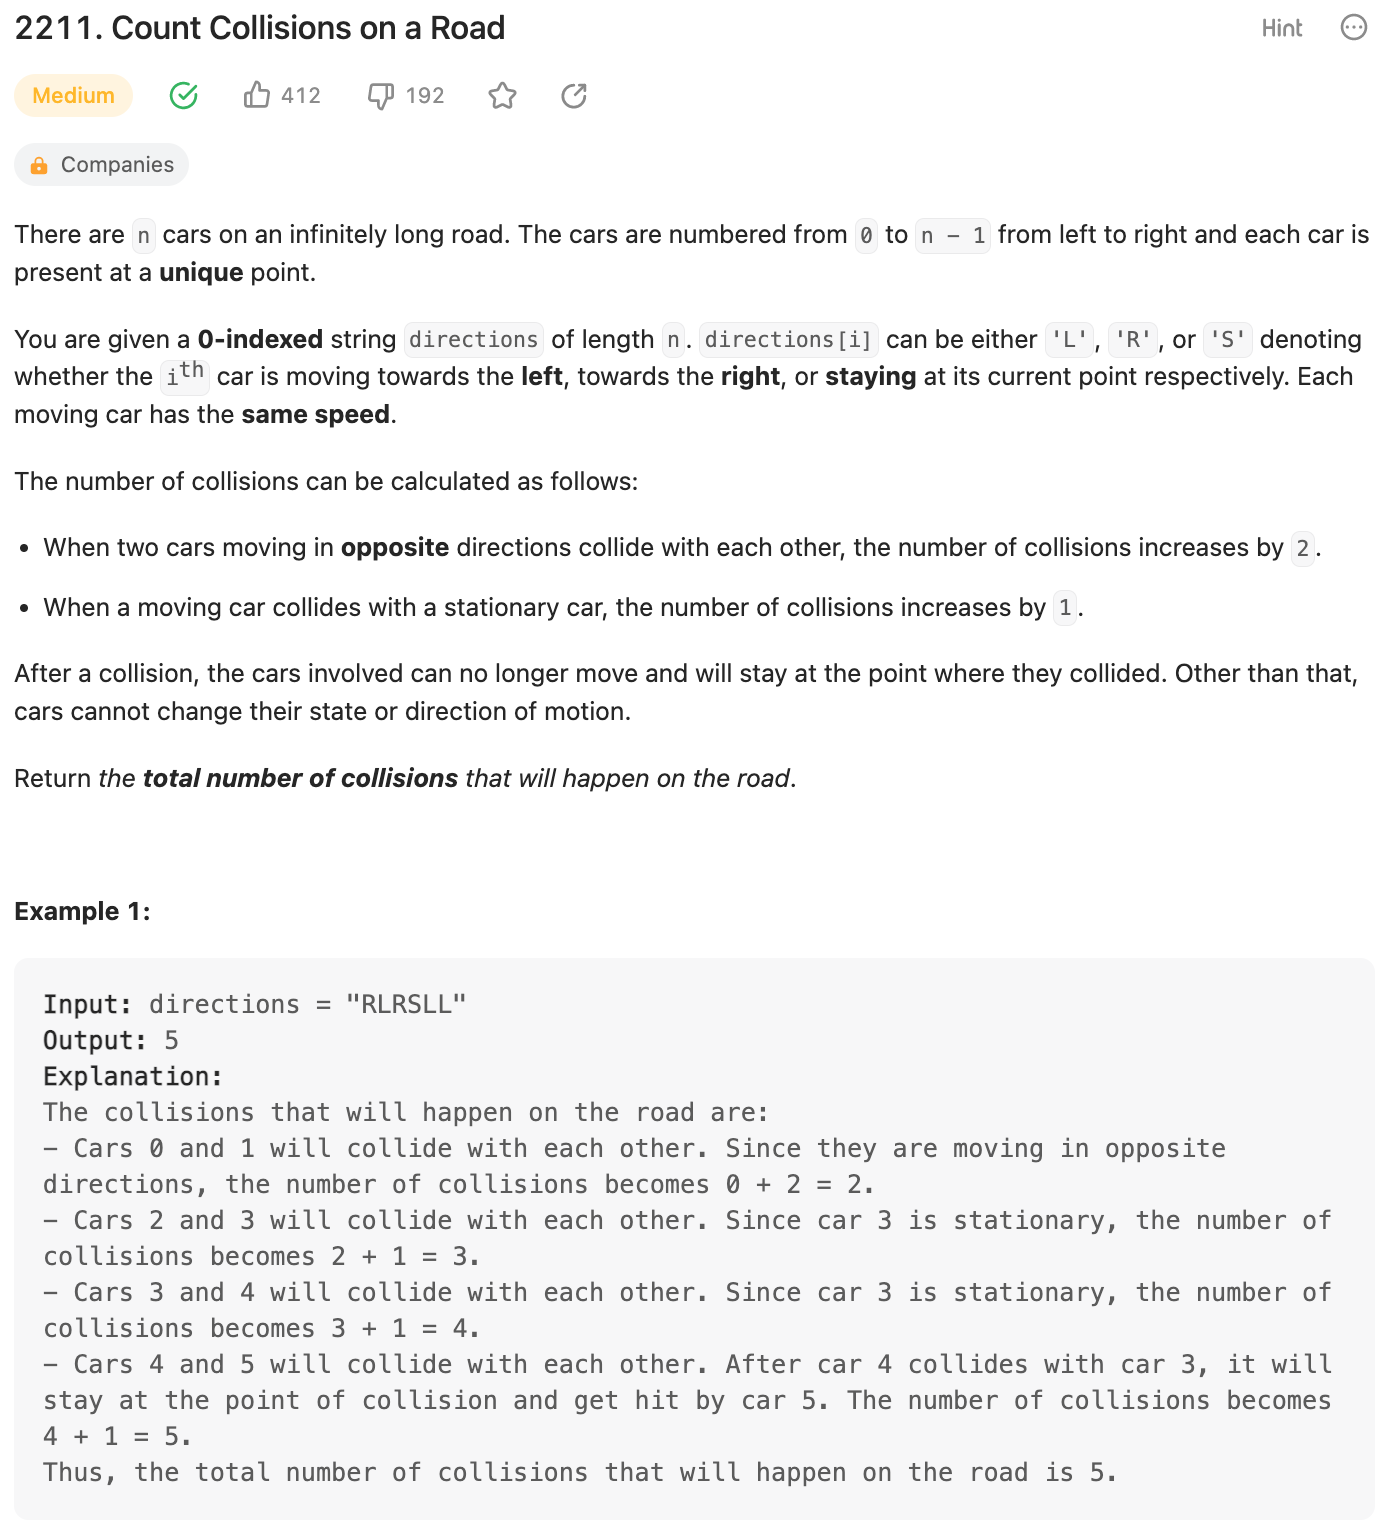 2211. Count Collisions on a Road
Hint
Medium
412
192
Companies
There are n cars on an infinitely long road. The cars are numbered from 0 to n - 1 from left to right and each car is
present at a unique point.
You are given a 0-indexed string directions of length n. directions[i] can be either 'L', 'R', or 'S' denoting
whether the ith car is moving towards the left, towards the right, or staying at its current point respectively. Each
moving car has the same speed.
The number of collisions can be calculated as follows:
• When two cars moving in opposite directions collide with each other, the number of collisions increases by 2.
• When a moving car collides with a stationary car, the number of collisions increases by 1.
After a collision, the cars involved can no longer move and will stay at the point where they collided. Other than that,
cars cannot change their state or direction of motion.
Return the total number of collisions that will happen on the road.
Example 1:
Input: directions = "RLRSLL"
Output: 5
Explanation:
The collisions that will happen on the road are:
- Cars 0 and 1 will collide with each other. Since they are moving in opposite
directions, the number of collisions becomes 0 + 2 = 2.
- Cars 2 and 3 will collide with each other. Since car 3 is stationary, the number of
collisions becomes 2 + 1 = 3.
- Cars 3 and 4 will collide with each other. Since car 3 is stationary, the number of
collisions becomes 3 + 1 = 4.
- Cars 4 and 5 will collide with each other. After car 4 collides with car 3, it will
stay at the point of collision and get hit by car 5. The number of collisions becomes
4 + 1 = 5.
Thus, the total number of collisions that will happen on the road is 5.